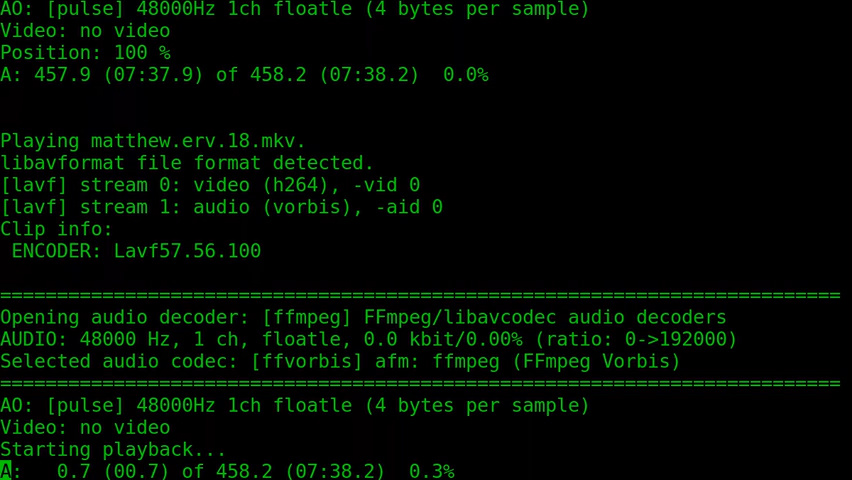 AO: [pulse] 48000Hz 1ch floatle (4 bytes per sample)
Video: no video
Position: 100 %
A: 457.9 (07:37.9) of 458.2 (07:38.2)  0.0%
Playing matthew.erv.18.mkv.
libavformat file format detected.
[lavf] stream 0: video (h264), -vid 0
[lavf] stream 1: audio (vorbis), -aid 0
Clip info:
 ENCODER: Lavf57.56.100
==========================================================================
Opening audio decoder: [ffmpeg] FFmpeg/libavcodec audio decoders
AUDIO: 48000 Hz, 1 ch, floatle, 0.0 kbit/0.00% (ratio: 0->192000)
Selected audio codec: [ffvorbis] afm: ffmpeg (FFmpeg Vorbis)
==========================================================================
AO: [pulse] 48000Hz 1ch floatle (4 bytes per sample)
Video: no video
Starting playback...
A:   0.7 (00.7) of 458.2 (07:38.2)  0.3%